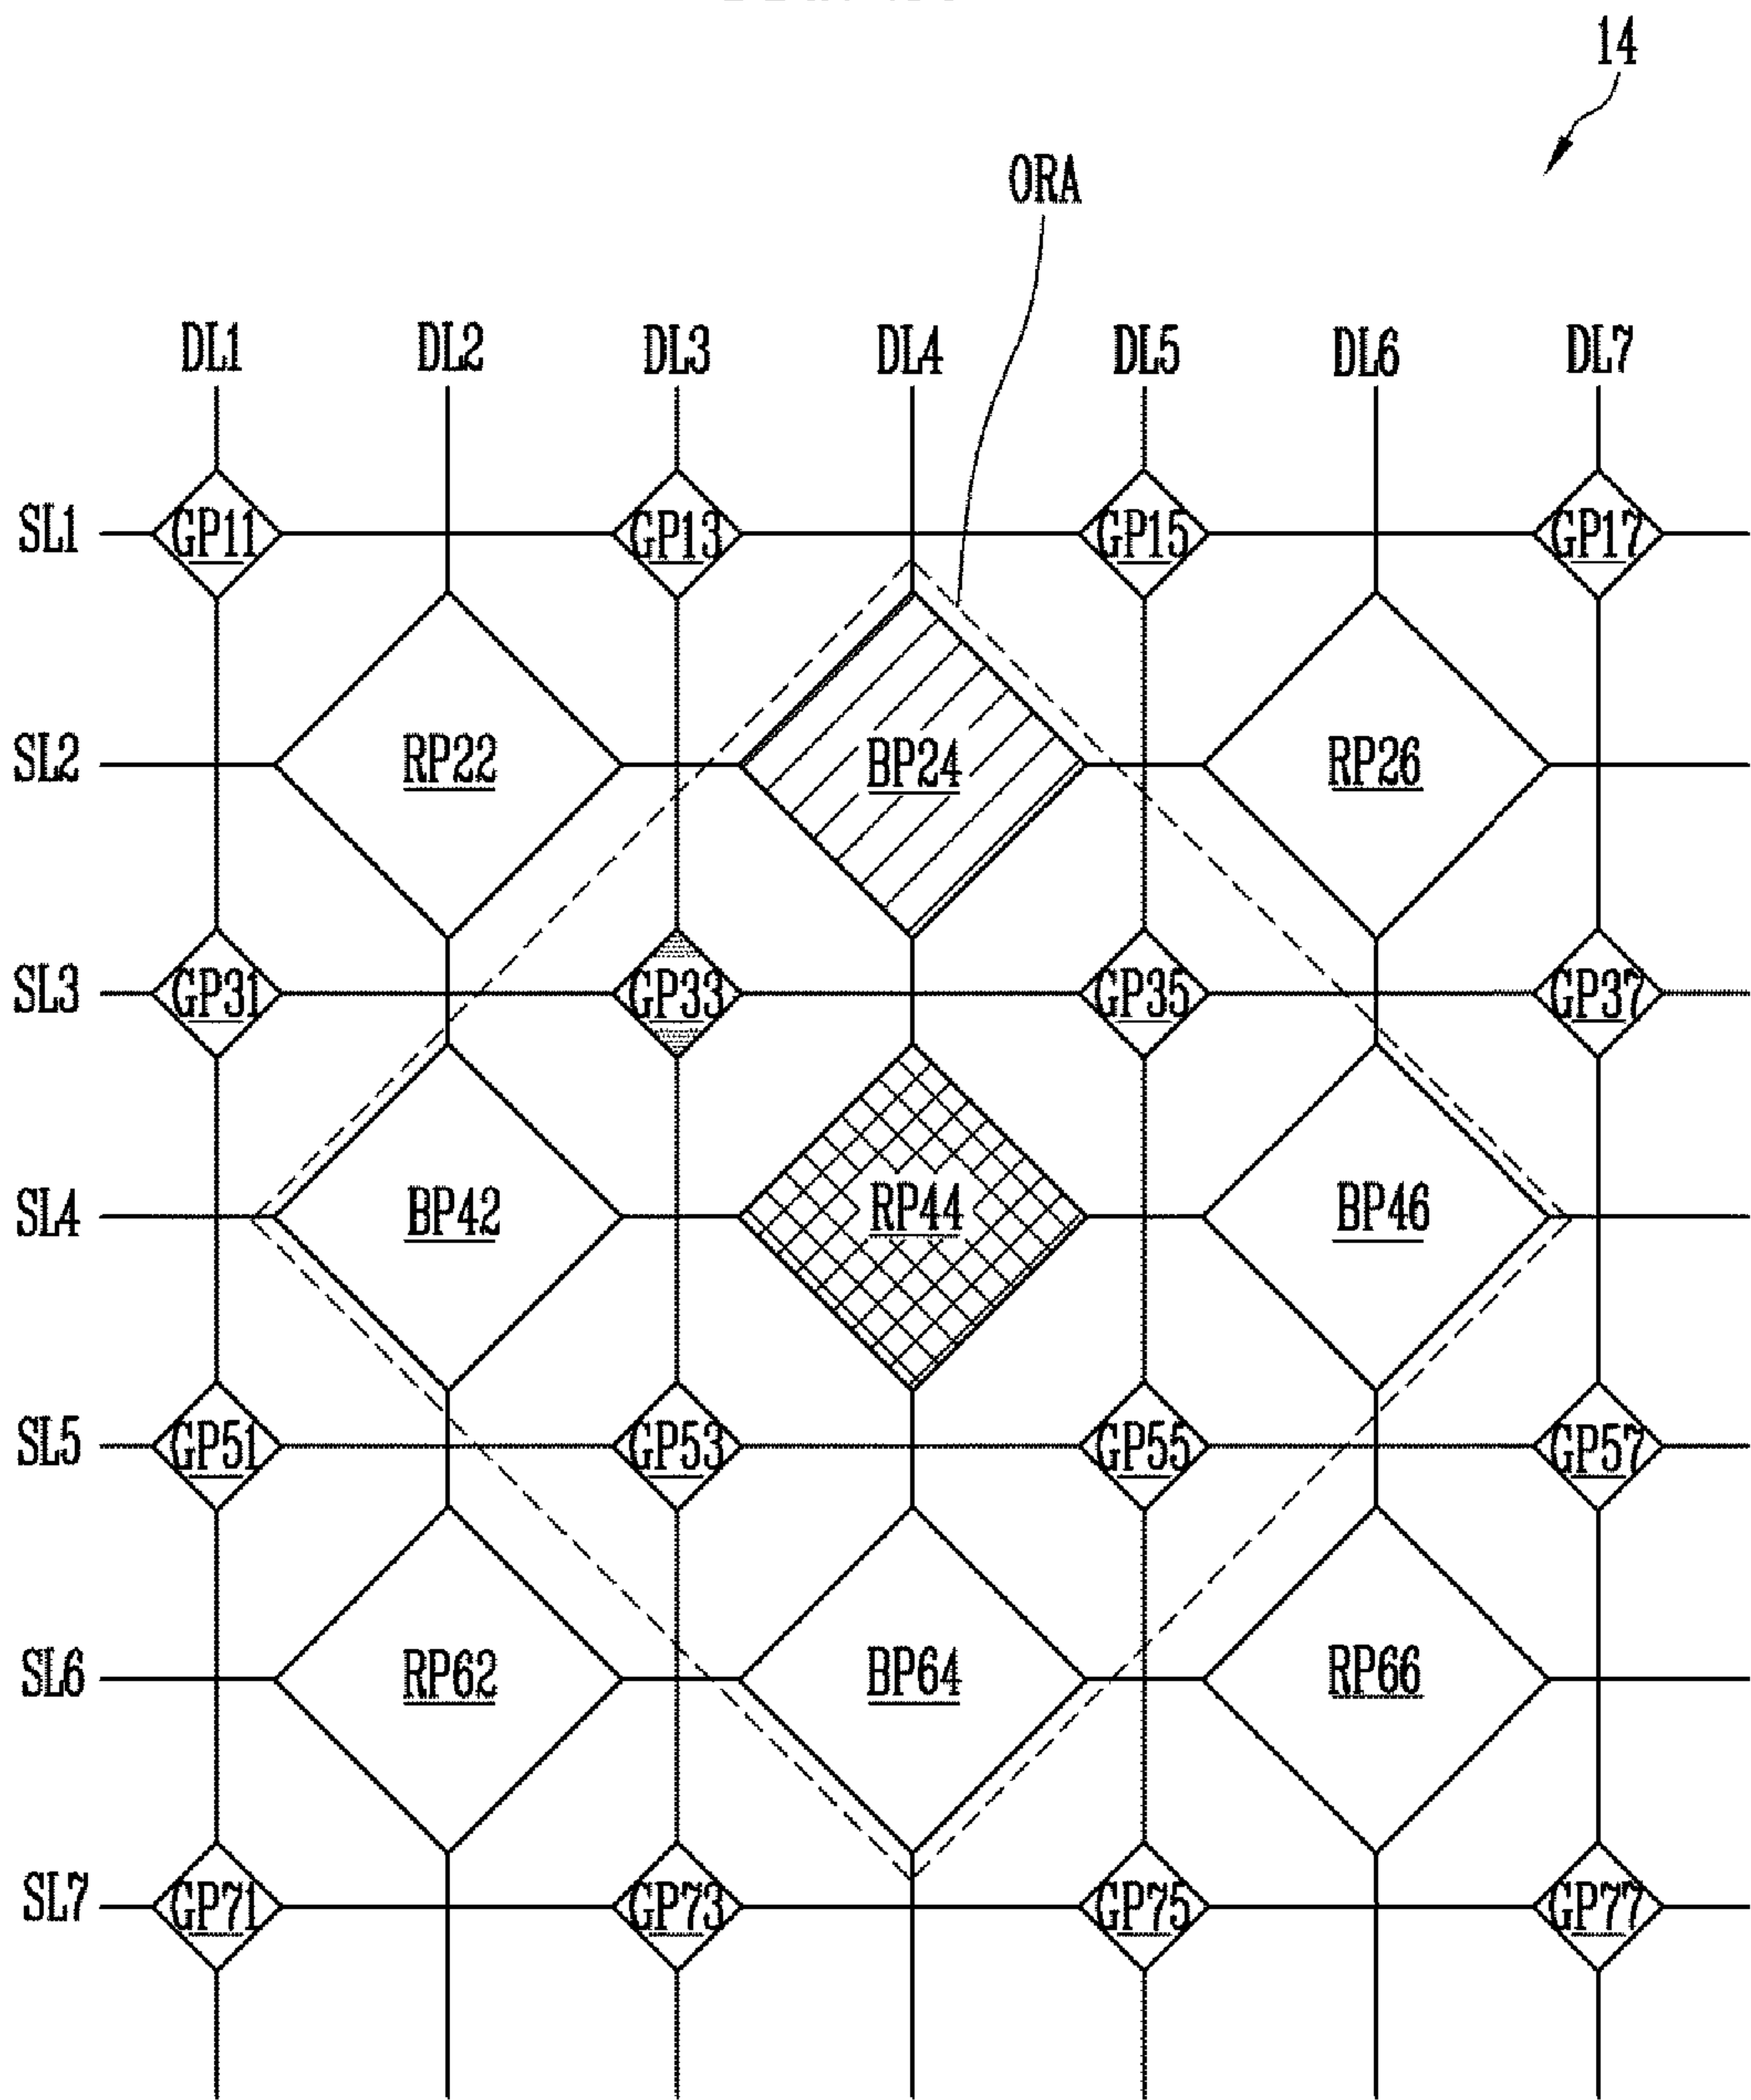 14
ORA
DL1 DL2 DL3 DL4 DL5 DL6 DL7
SL1 GP11 GP13 GP15 GP17
SL2 RP22 BP24 RP26
SL3 GP31 GP33 GP35 GP37
SL4 BP42 RP44 BP46
SL5 GP51 GP53 GP55 GP57
SL6 RP62 BP64 RP66
SL7 GP71 GP73 GP75 GP77